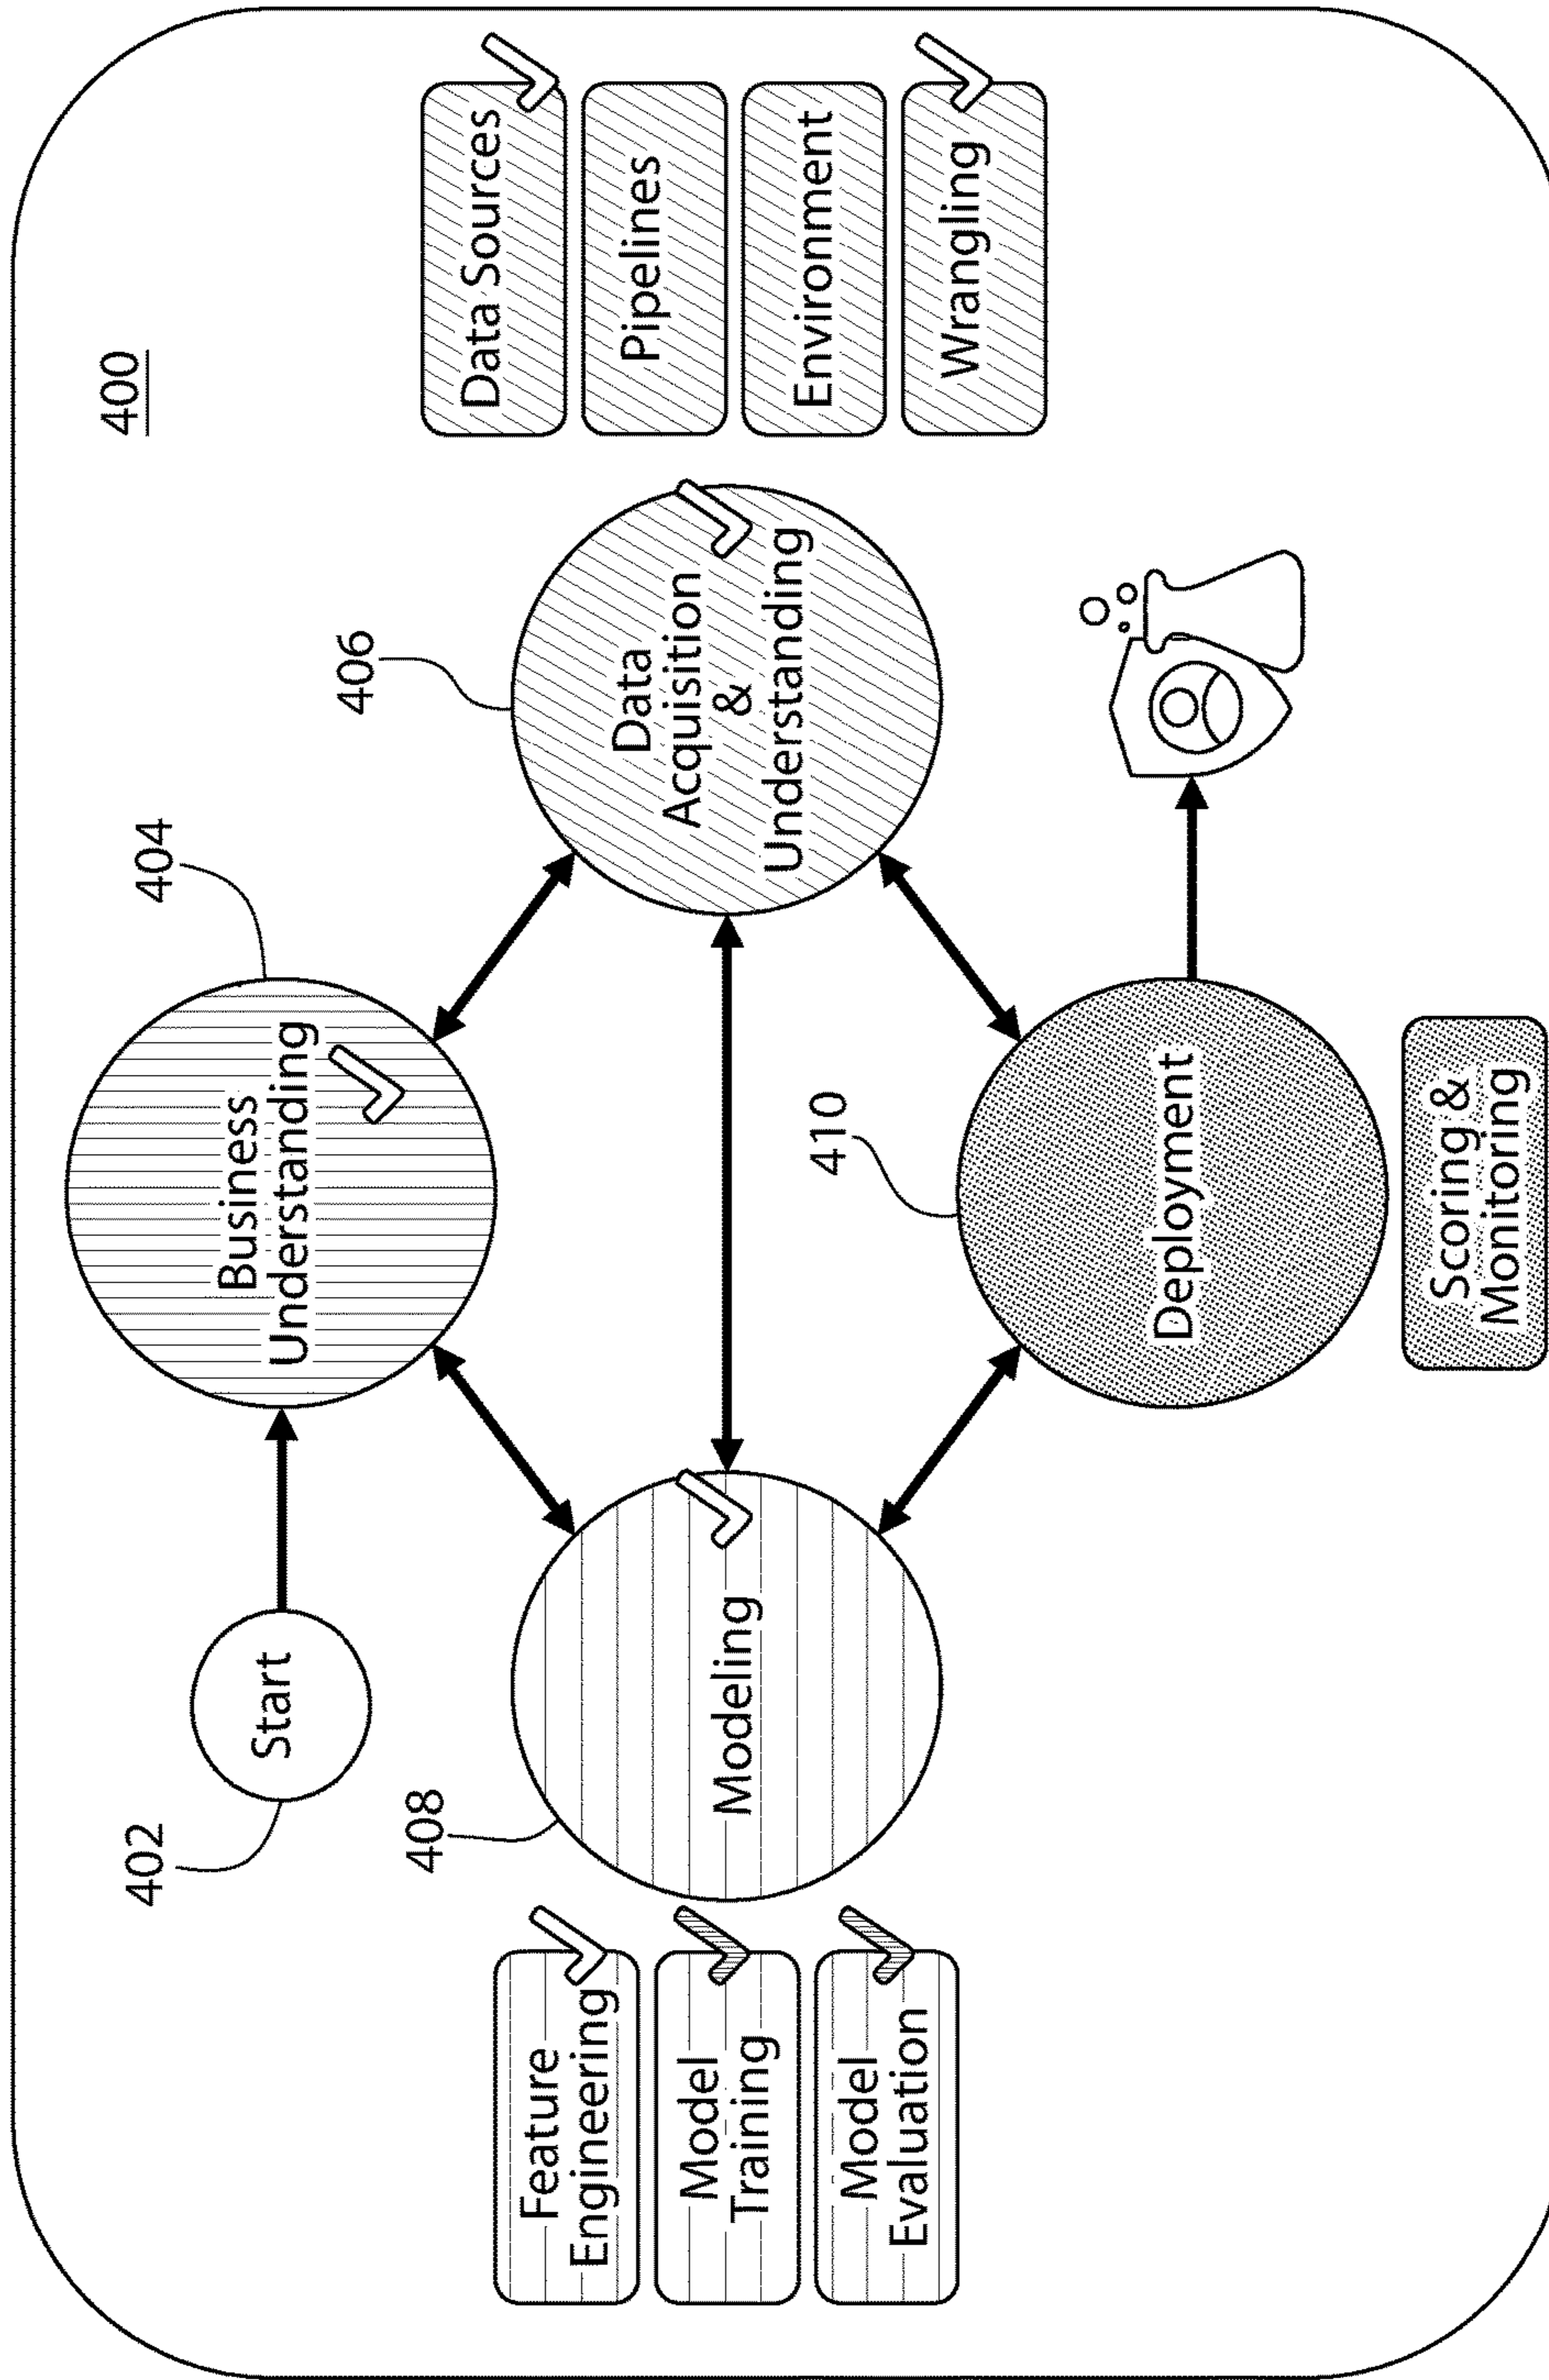 400
402
Start
404
Business
Understanding
406
Data
Acquisition
&
Understanding
Data Sources
Pipelines
Environment
Wrangling
408
Modeling
Feature
Engineering
Model
Training
Model
Evaluation
410
Deployment
Scoring &
Monitoring